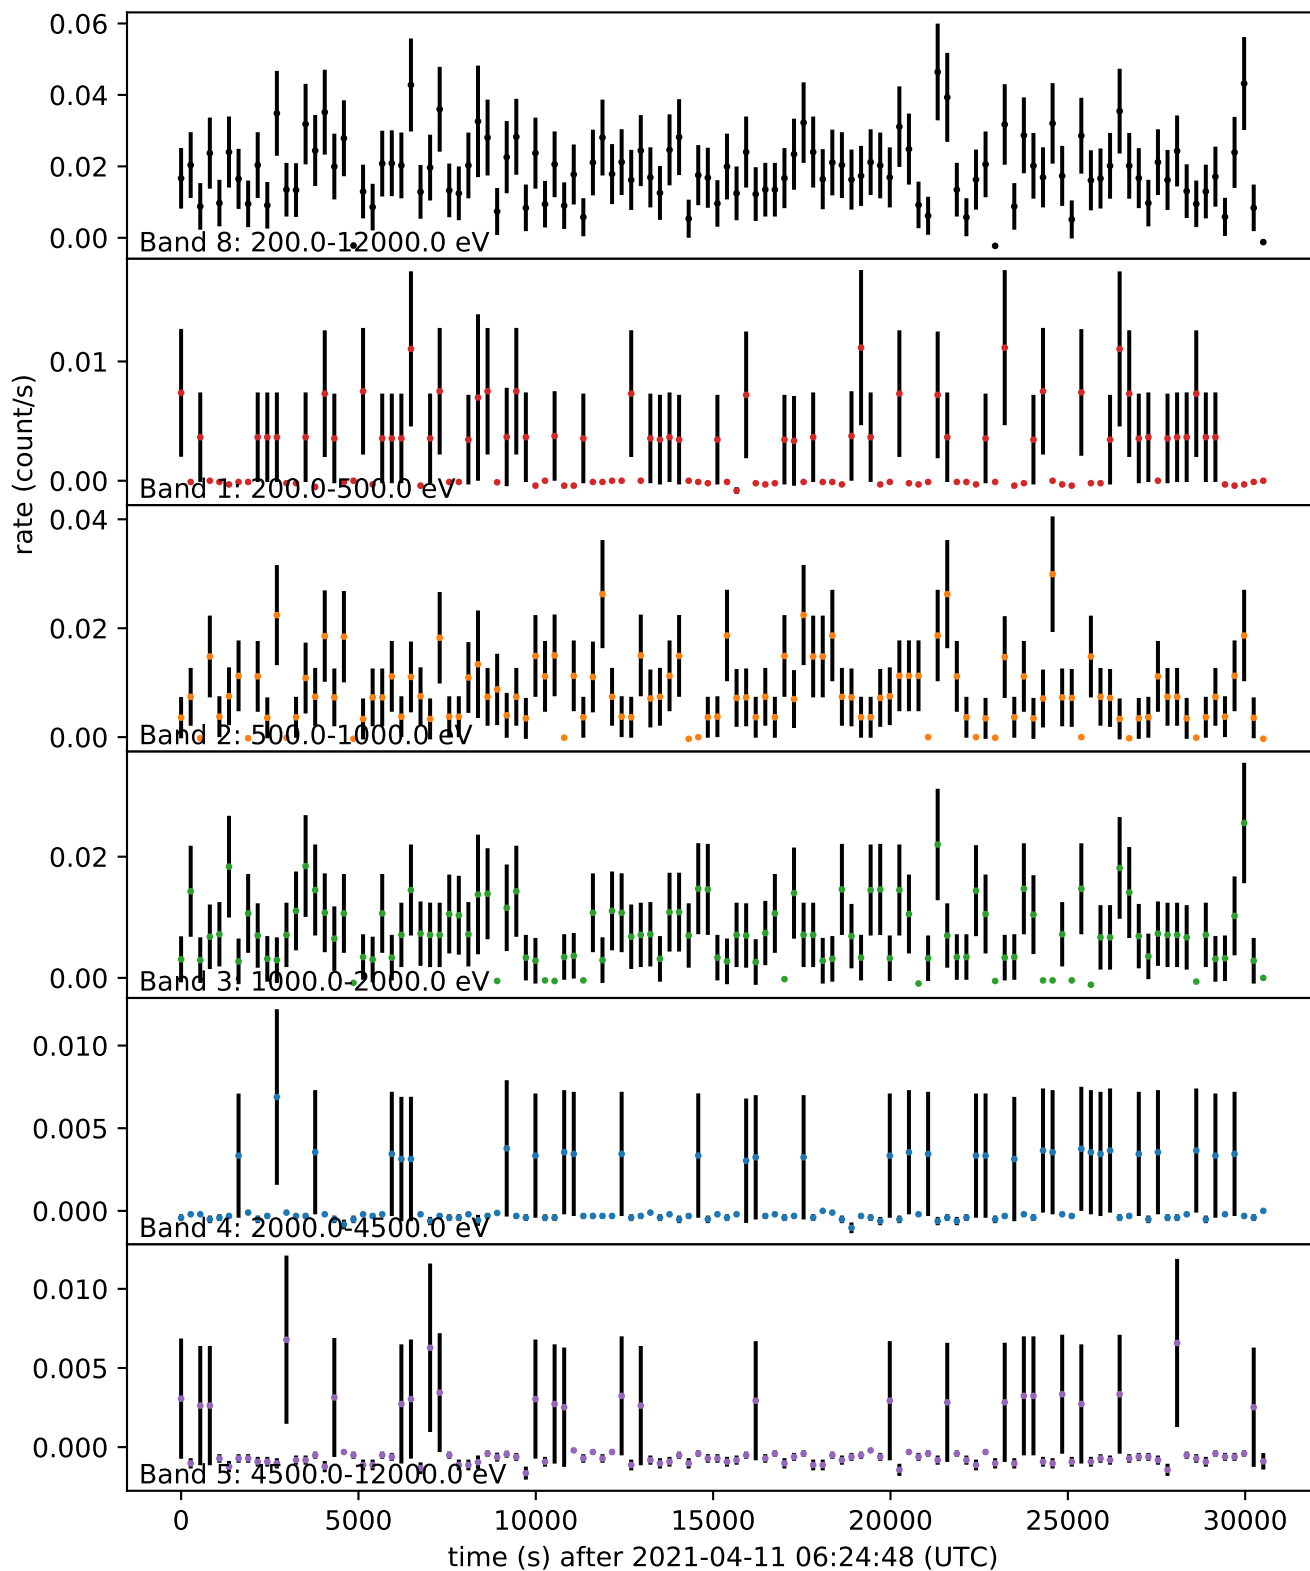 0.06
0.04
0.02
0.00
Band 8: 200.0-12000.0 eV
0.01
0.00
Band 1: 200.0-500.0 eV
rate (count/s)
0.04
0.02
0.00
Band 2: 500.0-1000.0 eV
0.02
0.00
Band 3: 1000.0-2000.0 eV
0.010
0.005
0.000
Band 4: 2000.0-4500.0 eV
0.010
0.005
0.000
Band 5: 4500.0-12000.0 eV
0 5000 10000 15000 20000 25000 30000
time (s) after 2021-04-11 06:24:48 (UTC)